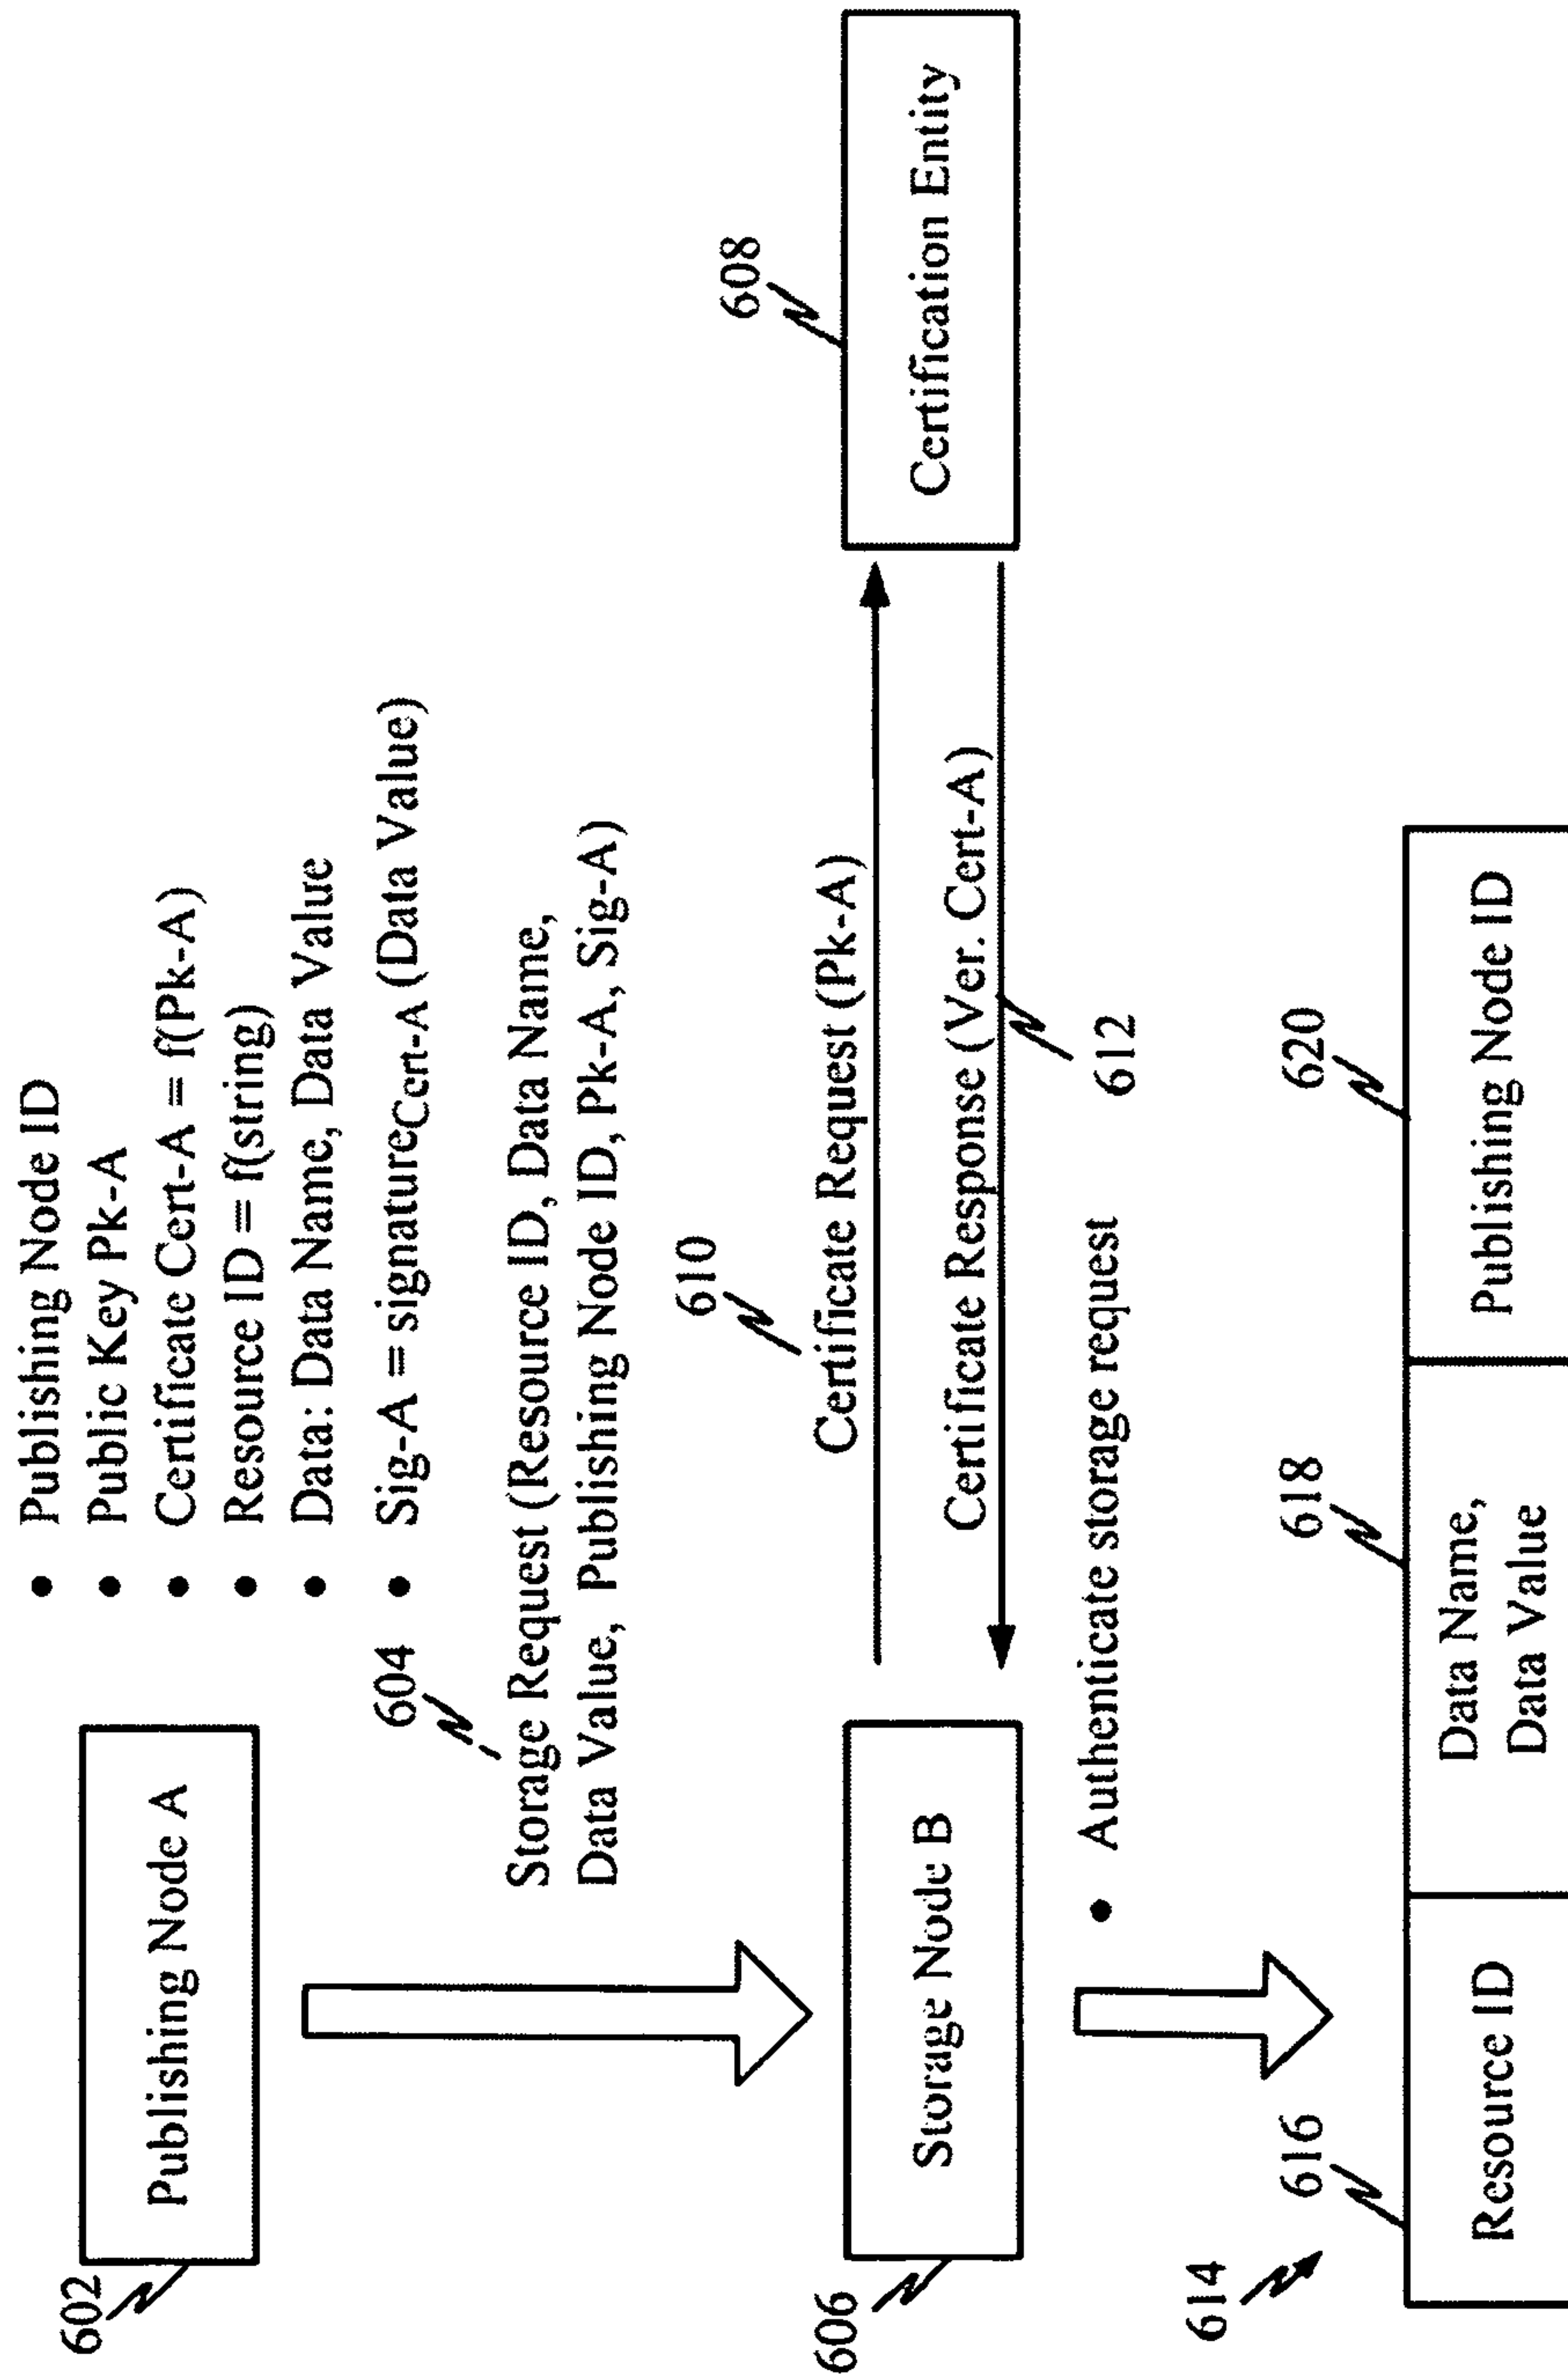 602
Publishing Node A
• Publishing Node ID
• Public Key Pk-A
• Certificate Cert-A = f(Pk-A)
• Resource ID = f(string)
• Data: Data Name, Data Value
• Sig-A = signatureCert-A (Data Value)
604
Storage Request (Resource ID, Data Name,
Data Value, Publishing Node ID, Pk-A, Sig-A)
606
Storage Node B
610
Certificate Request (Pk-A)
Certificate Response (Ver. Cert-A)
612
608
Certification Entity
• Authenticate storage request
614
616
Resource ID
618
Data Name,
Data Value
620
Publishing Node ID